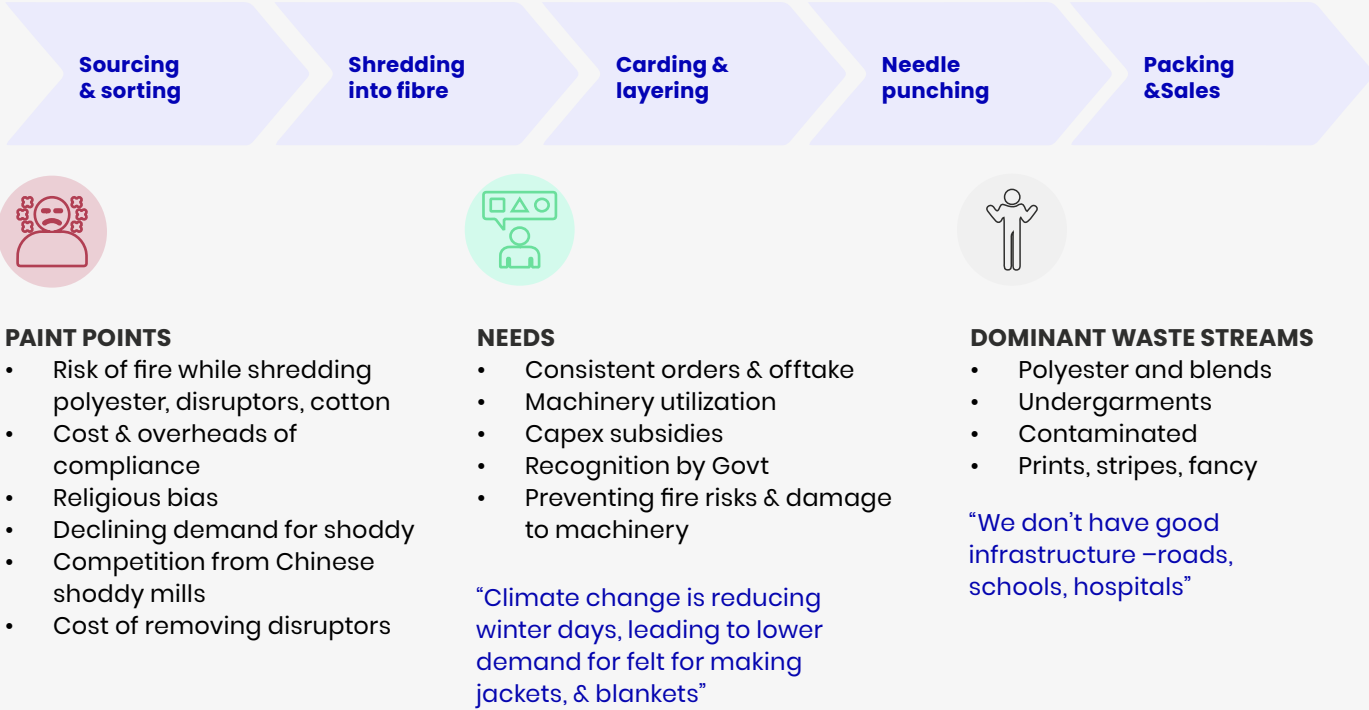 Sourcing
& sorting
Shredding
into fibre
Carding &
layering
Needle
punching
Packing
&Sales
PAINT POINTS
• Risk of fire while shredding
polyester, disruptors, cotton
• Cost & overheads of
compliance
• Religious bias
• Declining demand for shoddy
• Competition from Chinese
shoddy mills
• Cost of removing disruptors
NEEDS
• Consistent orders & offtake
• Machinery utilization
• Capex subsidies
• Recognition by Govt
• Preventing fire risks & damage
to machinery
“Climate change is reducing
winter days, leading to lower
demand for felt for making
jackets, & blankets”
DOMINANT WASTE STREAMS
• Polyester and blends
• Undergarments
• Contaminated
• Prints, stripes, fancy
“We don’t have good
infrastructure –roads,
schools, hospitals”